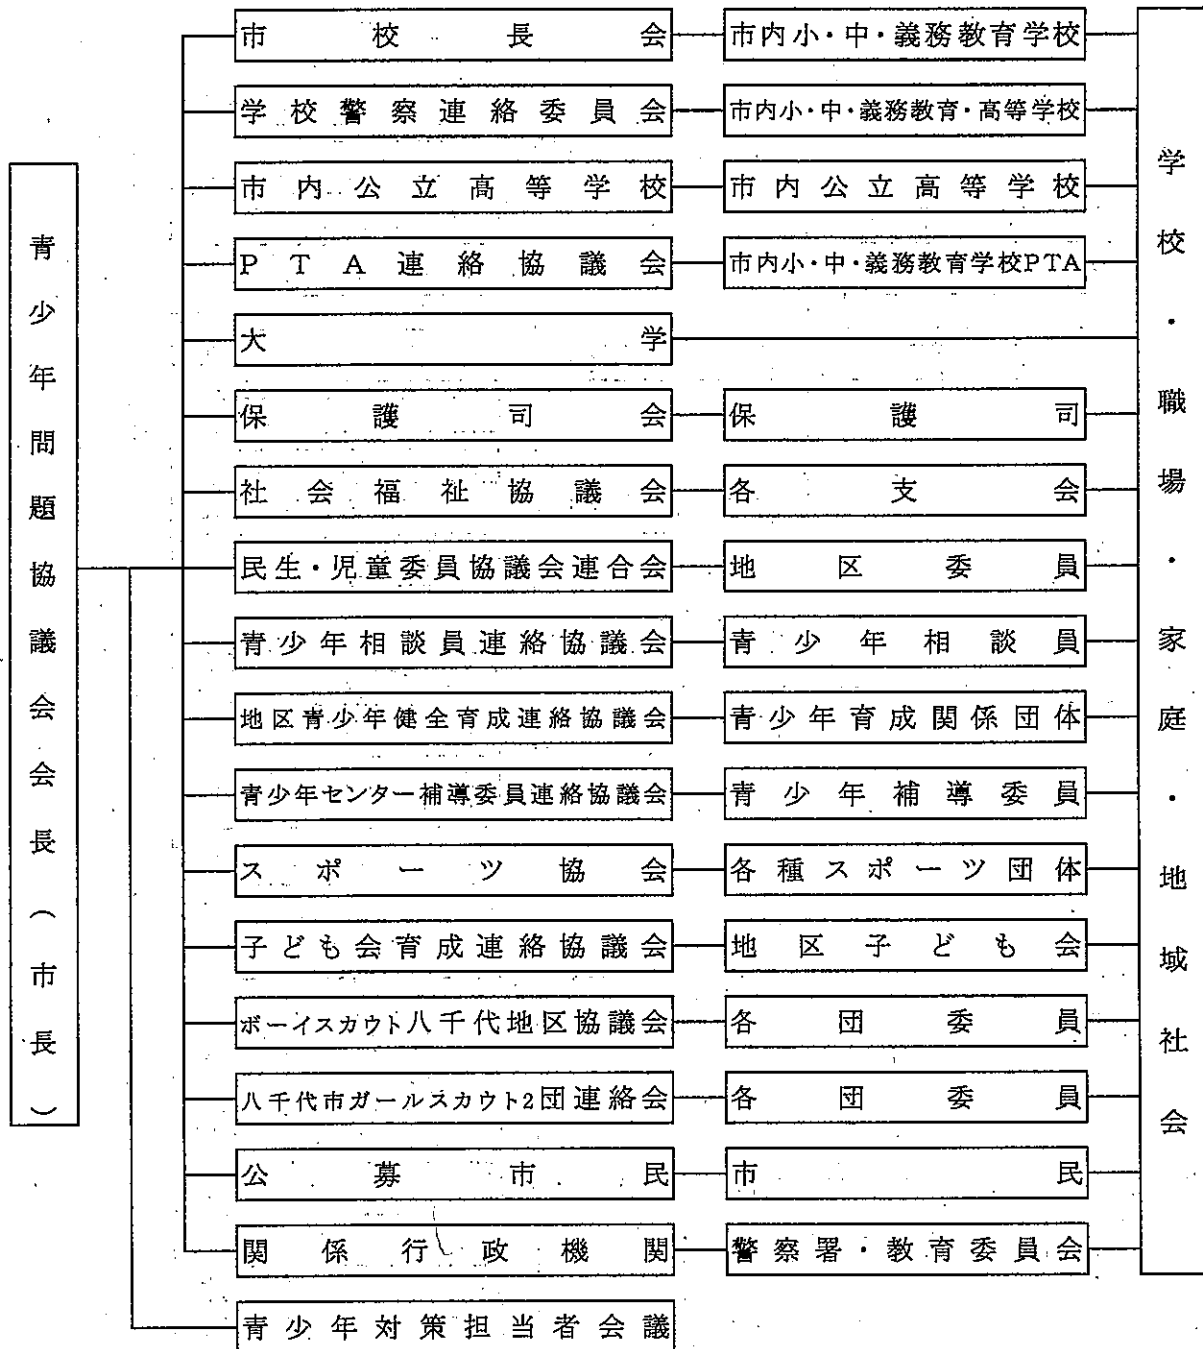 青少年問題協議会会長（市長）
市校長会
市内小・中・義務教育学校
学校警察連絡委員会
市内小・中・義務教育・高等学校
市内公立高等学校
市内公立高等学校
PTA連絡協議会
市内小・中・義務教育学校PTA
大学
保護司会
保護司
社会福祉協議会
各支会
民生・児童委員協議会連合会
地区委員
青少年相談員連絡協議会
青少年相談員
地区青少年健全育成連絡協議会
青少年育成関係団体
青少年センター補導委員連絡協議会
青少年補導委員
スポーツ協会
各種スポーツ団体
子ども会育成連絡協議会
地区子ども会
ボーイスカウト八千代地区協議会
各団委員
八千代市ガールスカウト2団連絡会
各団委員
公募市民
市民
関係行政機関
警察署・教育委員会
青少年対策担当者会議
学校・職場・家庭・地域社会